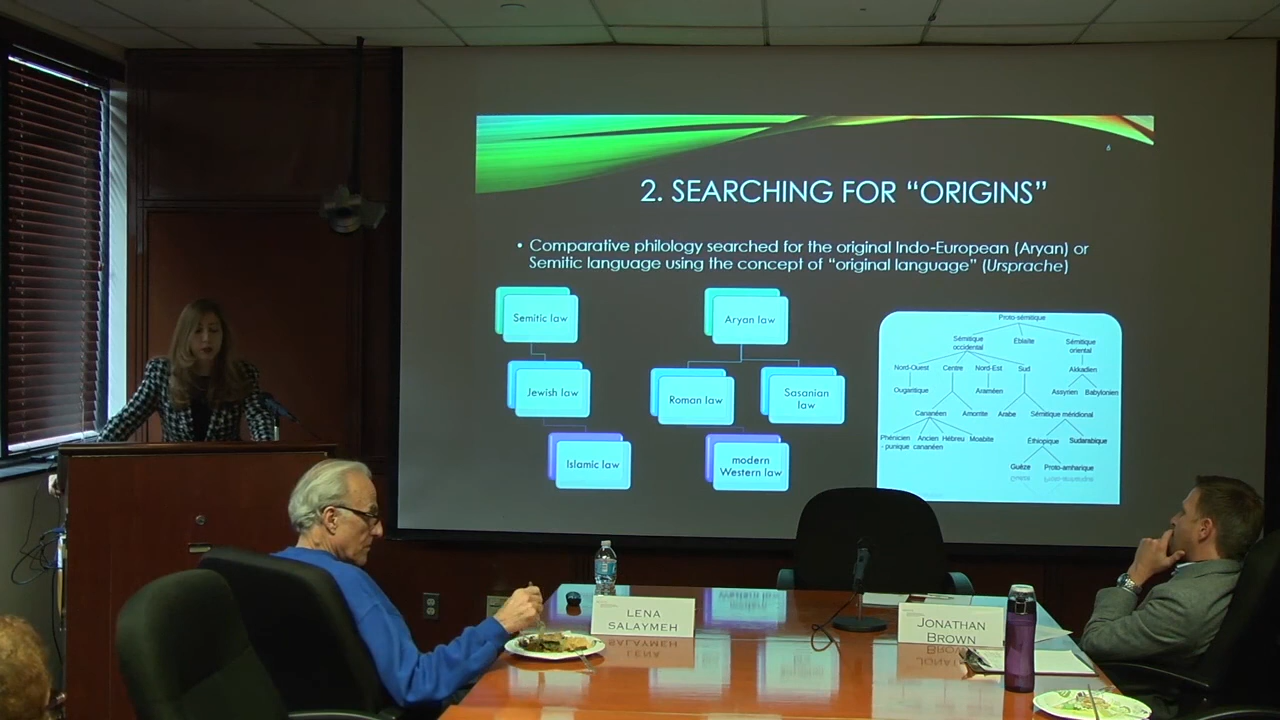 6
2. SEARCHING FOR “ORIGINS”
• Comparative philology searched for the original Indo-European (Aryan) or
Semitic language using the concept of “original language” (Ursprache)
Semitic law
Jewish law
Islamic law
Aryan law
Roman law
Sasanian
law
modern
Western law
Proto-sémitique
Sémitique
occidental
Éblaïte
Sémitique
oriental
Nord-Ouest
Centre
Nord-Est
Sud
Akkadien
Ougaritique
Araméen
Assyrien
Babylonien
Cananéen
Amorrite
Arabe
Sémitique méridional
Phénicien
- punique
Ancien
cananéen
Hébreu
Moabite
Éthiopique
Sudarabique
Guèze
Proto-amharique
LENA
SALAYMEH
JONATHAN
BROWN